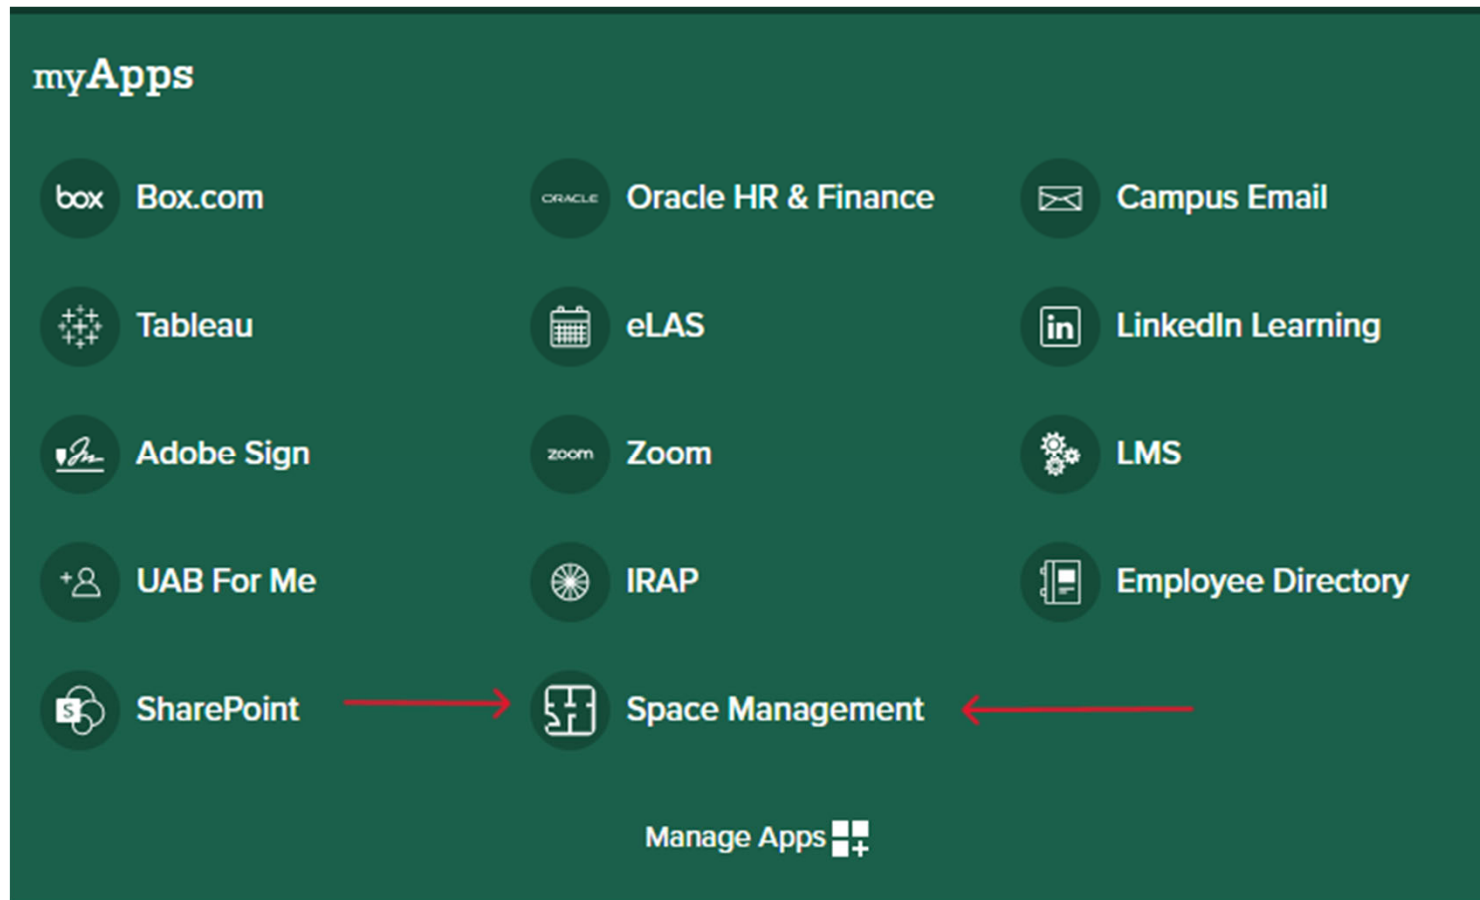 myApps
box Box.com ORACLE Oracle HR & Finance Campus Email
Tableau eLAS in LinkedIn Learning
Adobe Sign zoom Zoom LMS
UAB For Me IRAP Employee Directory
S SharePoint Space Management
Manage Apps